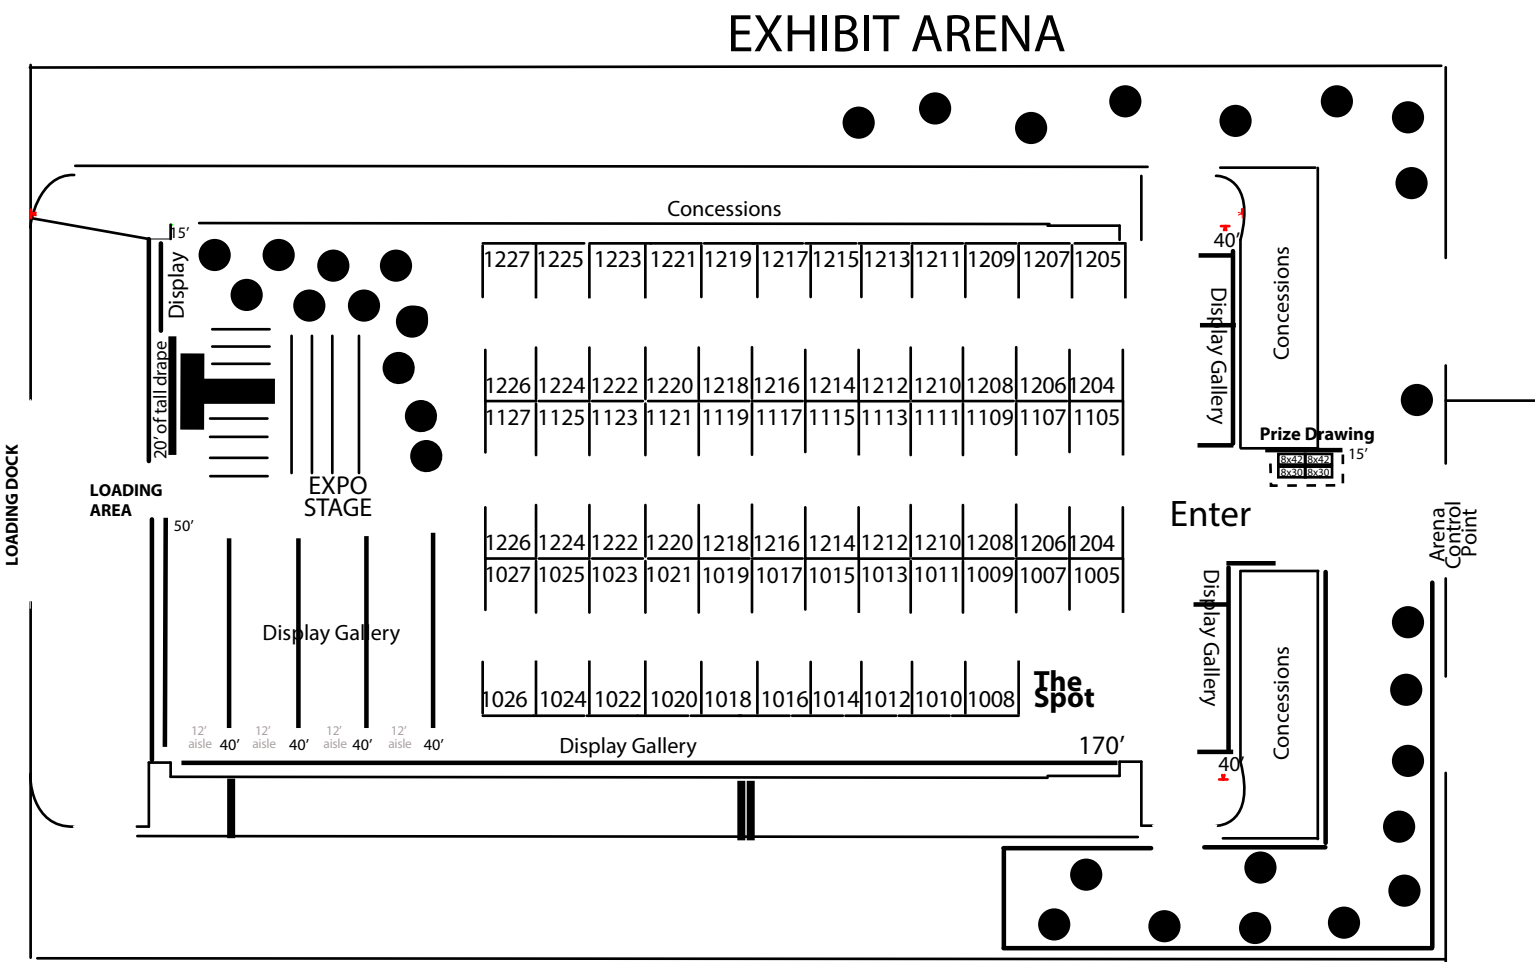 EXHIBIT ARENA
Concessions
15’
Display
20’ of tall drape
LOADING DOCK
LOADING
AREA
50’
EXPO
STAGE
1227 1225 1223 1221 1219 1217 1215 1213 1211 1209 1207 1205
1226 1224 1222 1220 1218 1216 1214 1212 1210 1208 1206 1204
1127 1125 1123 1121 1119 1117 1115 1113 1111 1109 1107 1105
1226 1224 1222 1220 1218 1216 1214 1212 1210 1208 1206 1204
1027 1025 1023 1021 1019 1017 1015 1013 1011 1009 1007 1005
1026 1024 1022 1020 1018 1016 1014 1012 1010 1008
The
Spot
Display Gallery
12’
aisle
40’
12’
aisle
40’
12’
aisle
40’
12’
aisle
40’
Display Gallery
170’
40’
Display Gallery
Concessions
Prize Drawing
15’
8x42 8x42
8x30 8x30
Enter
Arena
Control
Point
Display Gallery
Concessions
40’